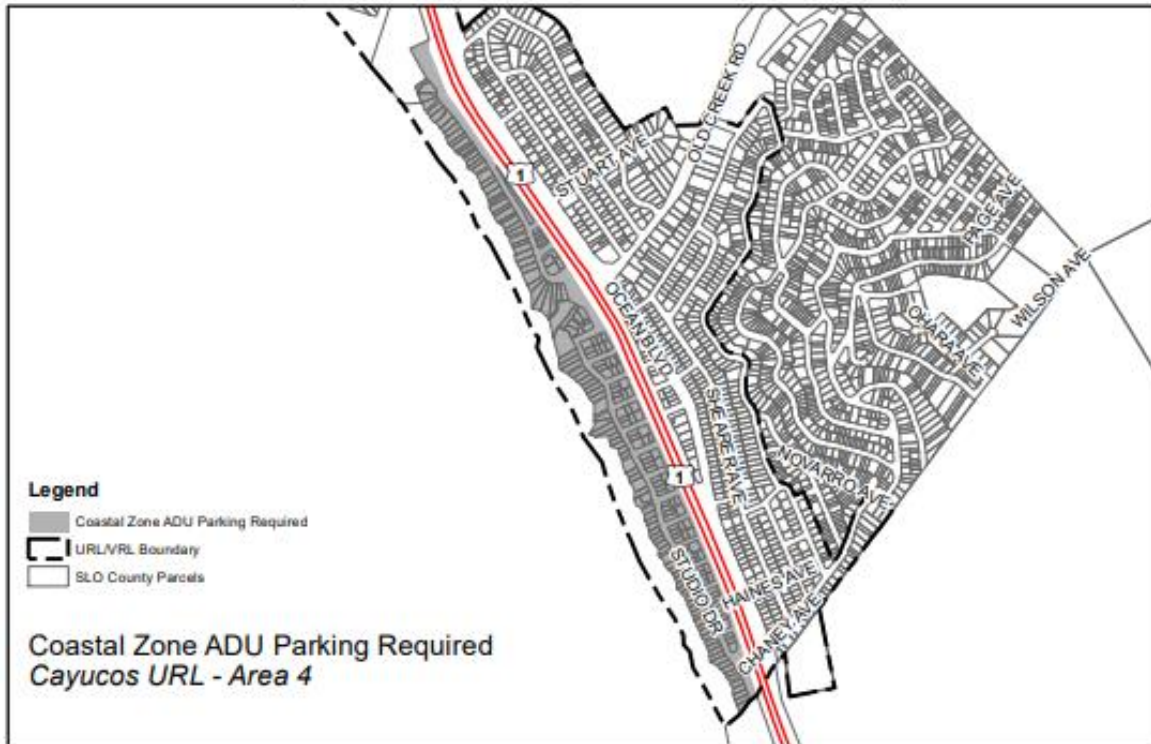 OLD CREEK RD
STUART AVE
1
PAGE AVE
WILSON AVE
OCEAN BLVD
OHARA AVE
SHEARER AVE
1
NOVARRO AVE
Legend
Coastal Zone ADU Parking Required
URL/VRL Boundary
SLO County Parcels
STUDIO DR
HAINES AVE
CHANEY AVE
Coastal Zone ADU Parking Required
Cayucos URL - Area 4